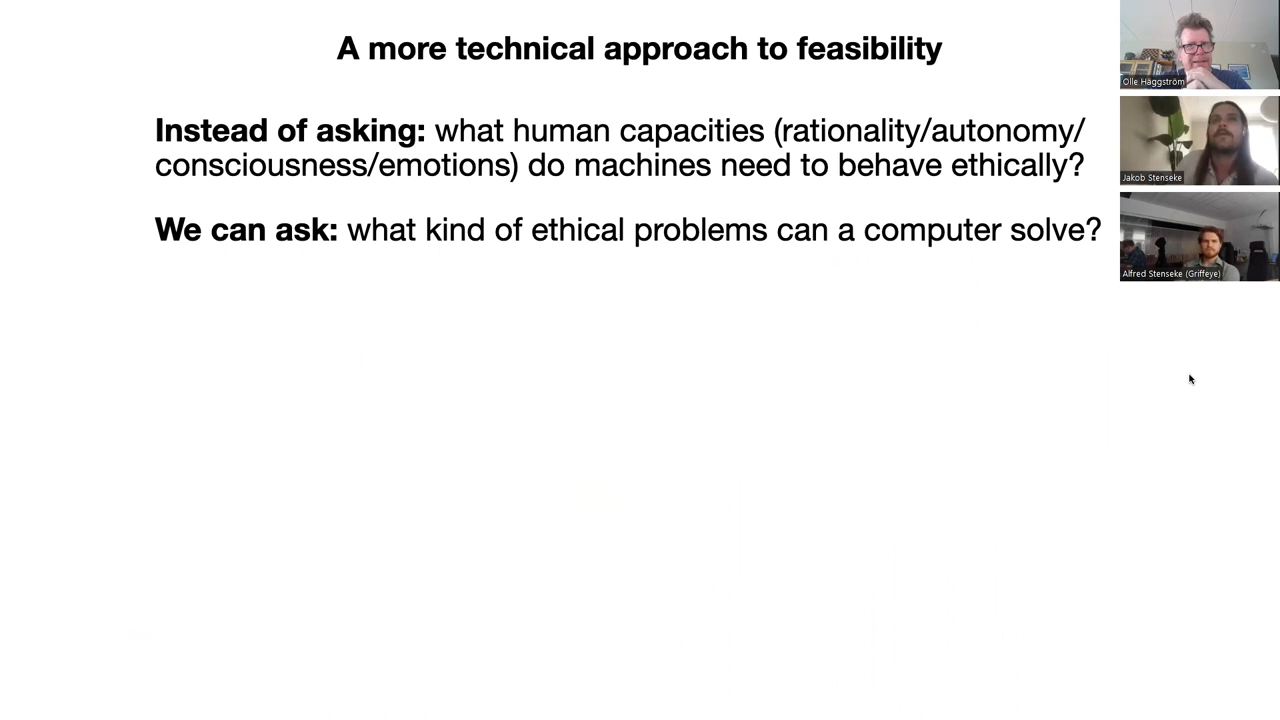 A more technical approach to feasibility
Instead of asking: what human capacities (rationality/autonomy/
consciousness/emotions) do machines need to behave ethically?
We can ask: what kind of ethical problems can a computer solve?
Olle Häggström
Jakob Stenseke
Alfred Stenseke (Griffeye)